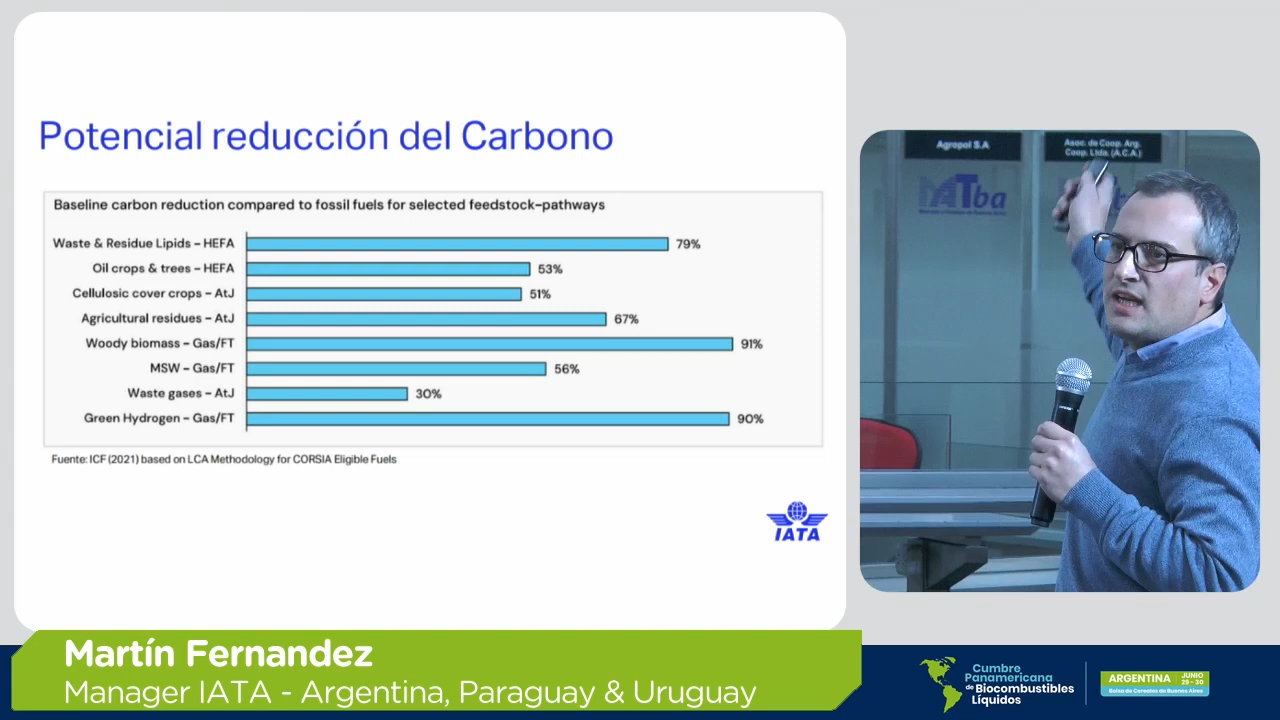 Potencial reducción del Carbono
Baseline carbon reduction compared to fossil fuels for selected feedstock-pathways
Waste & Residue Lipids – HEFA 79%
Oil crops & trees – HEFA 53%
Cellulosic cover crops – AtJ 51%
Agricultural residues – AtJ 67%
Woody biomass – Gas/FT 91%
MSW – Gas/FT 56%
Waste gases – AtJ 30%
Green Hydrogen – Gas/FT 90%
Fuente: ICF (2021) based on LCA Methodology for CORSIA Eligible Fuels
IATA
Agropol S.A
Asoc. de Coop. Arg.
Coop. Ltda. (A.C.A.)
MATba
Martín Fernandez
Manager IATA - Argentina, Paraguay & Uruguay
Cumbre
Panamericana
de Biocombustibles
Líquidos
ARGENTINA JUNIO
29 - 30
Bolsa de Cereales de Buenos Aires